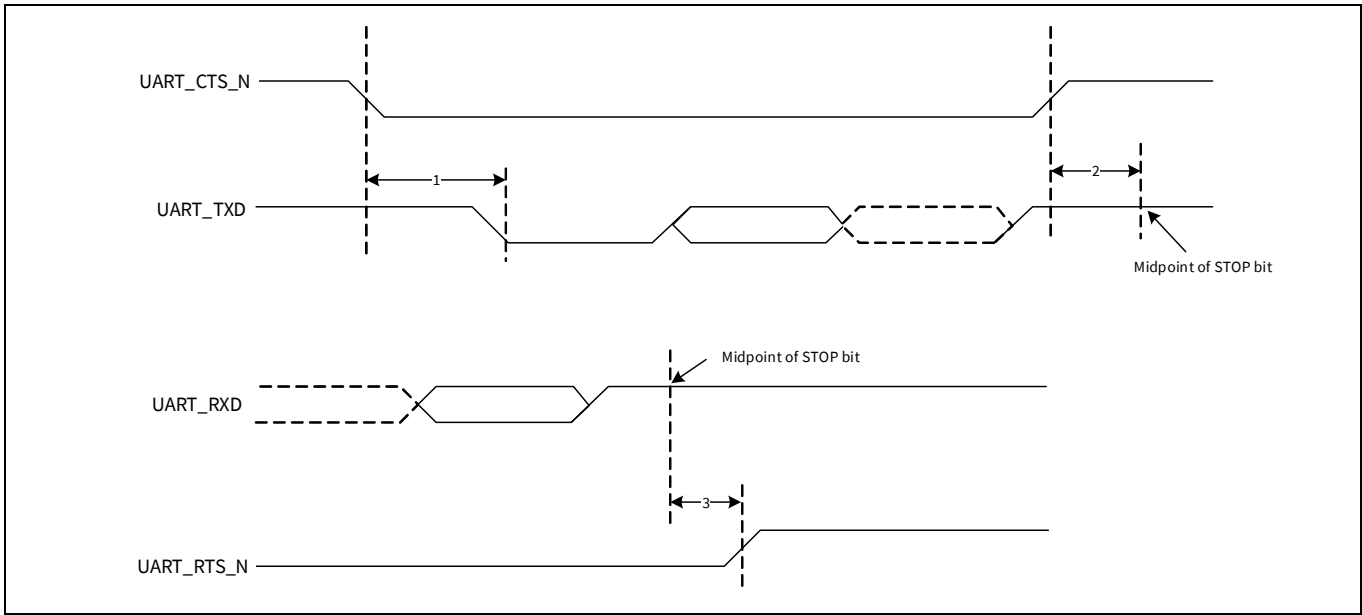 UART_CTS_N
1
2
UART_TXD
Midpoint of STOP bit
Midpoint of STOP bit
UART_RXD
3
UART_RTS_N